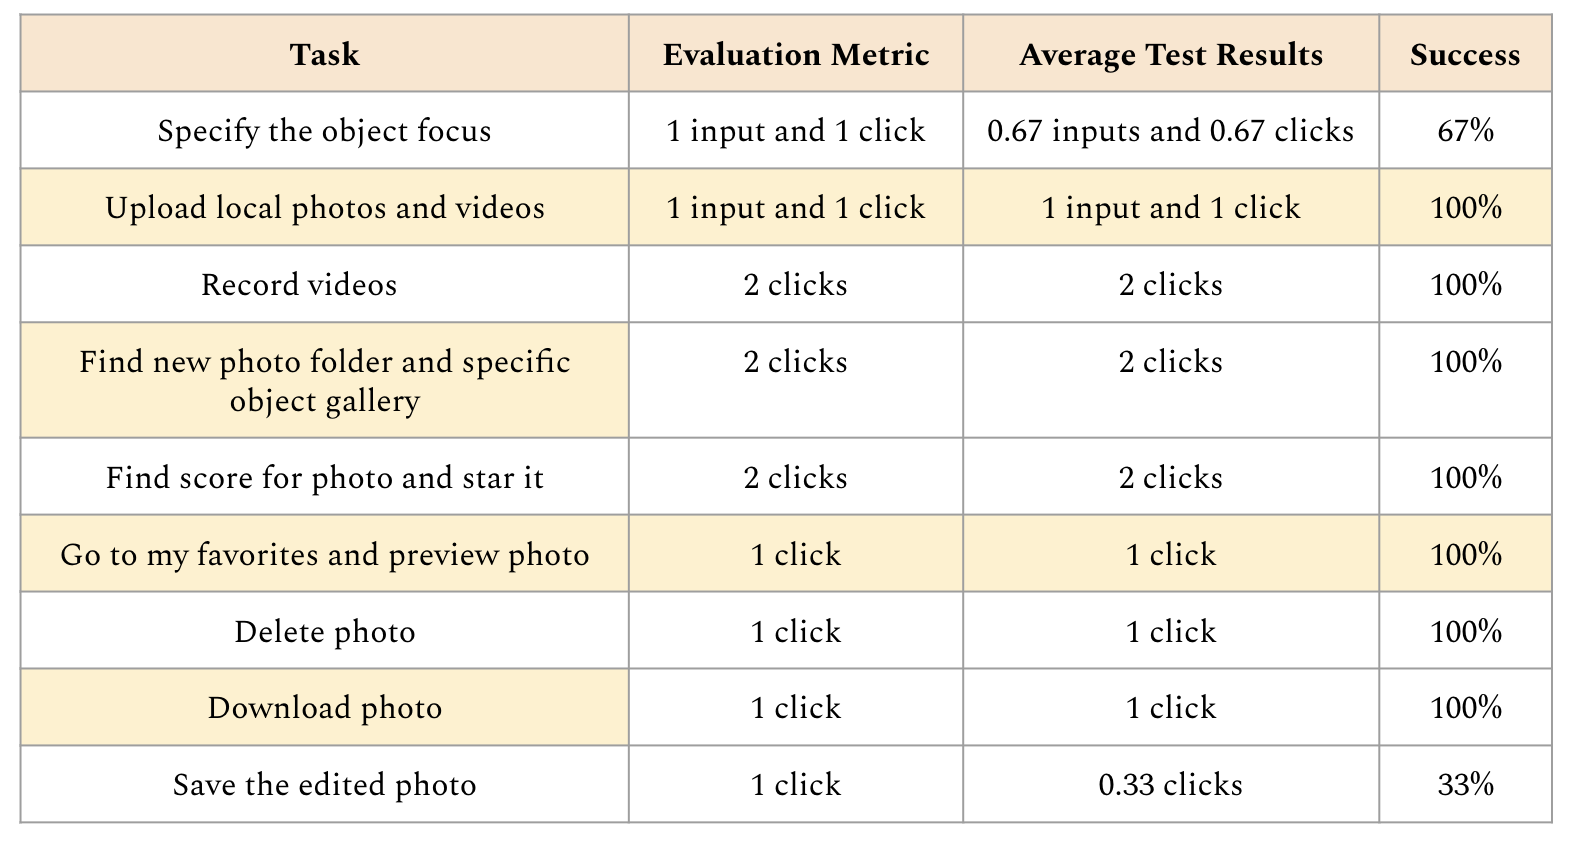 Task Evaluation Metric Average Test Results Success
Specify the object focus 1 input and 1 click 0.67 inputs and 0.67 clicks 67%
Upload local photos and videos 1 input and 1 click 1 input and 1 click 100%
Record videos 2 clicks 2 clicks 100%
Find new photo folder and specific 2 clicks 2 clicks 100%
object gallery
Find score for photo and star it 2 clicks 2 clicks 100%
Go to my favorites and preview photo 1 click 1 click 100%
Delete photo 1 click 1 click 100%
Download photo 1 click 1 click 100%
Save the edited photo 1 click 0.33 clicks 33%